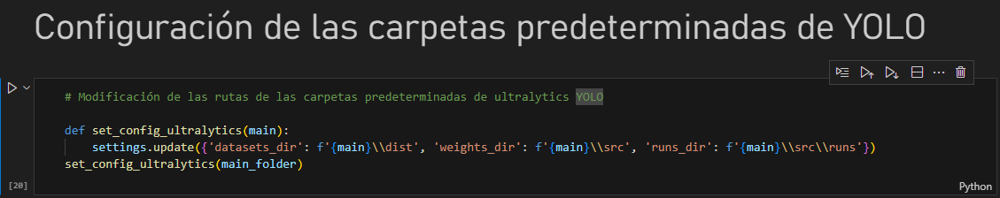 Configuración de las carpetas predeterminadas de YOLO
# Modificación de las rutas de las carpetas predeterminadas de ultralytics YOLO
def set_config_ultralytics(main):
settings.update({'datasets_dir': f'{main}\\dist', 'weights_dir': f'{main}\\src', 'runs_dir': f'{main}\\src\\runs'})
set_config_ultralytics(main_folder)
[20]
Python